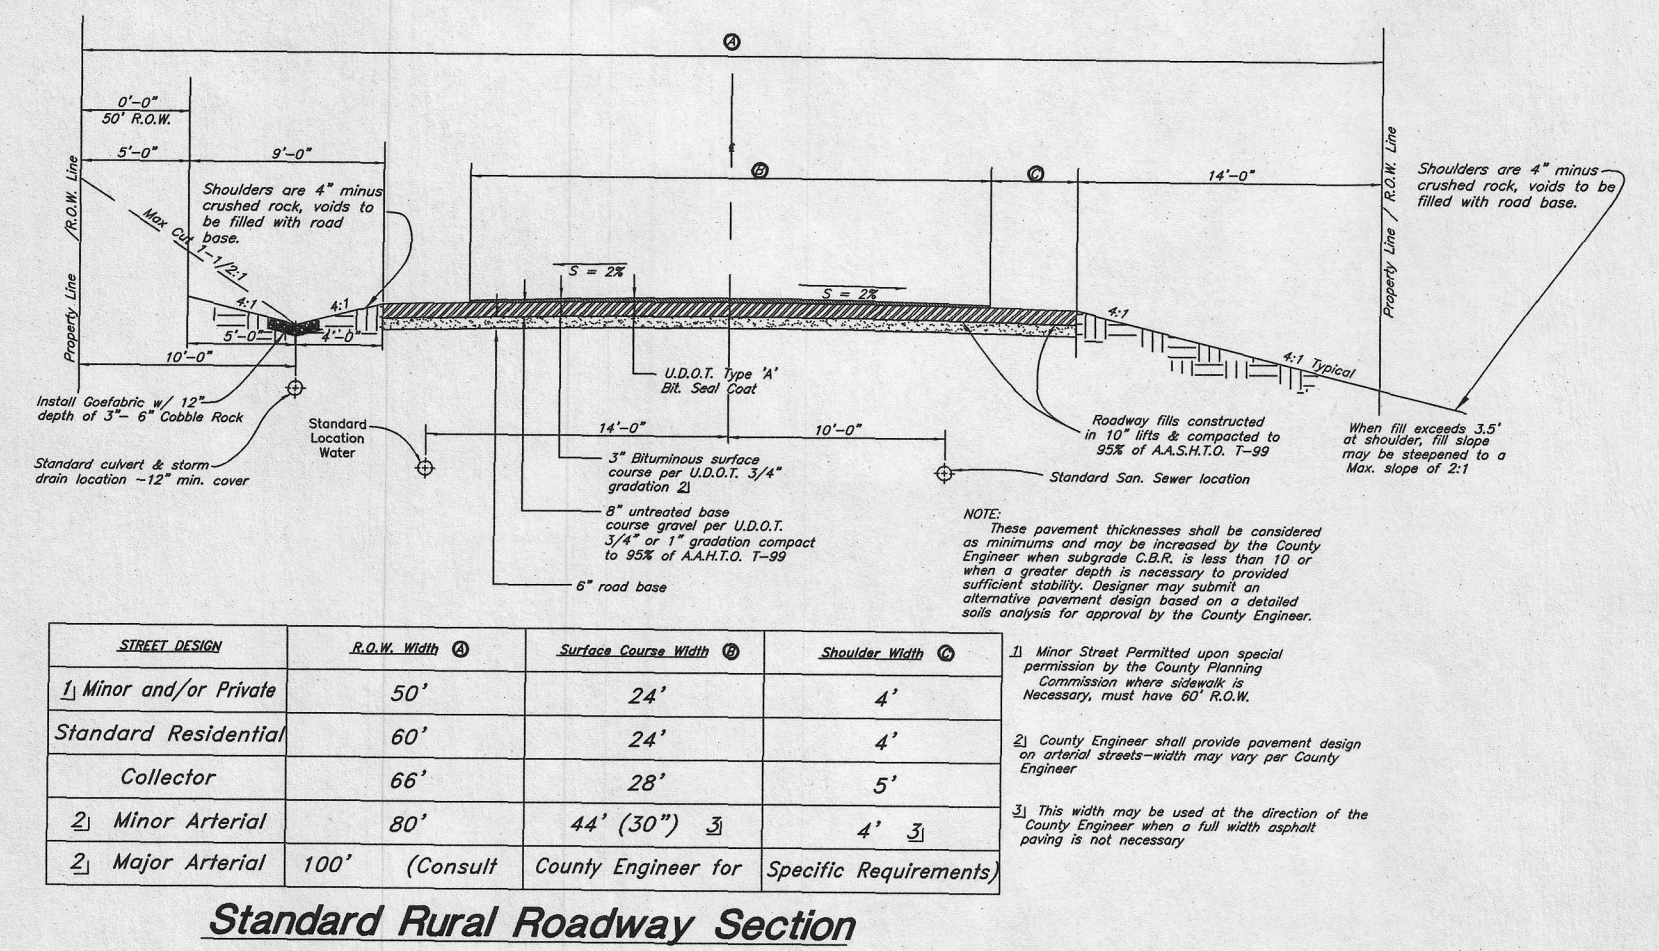 A
0'-0"
50' R.O.W.
5'-0"
9'-0"
B
C
14'-0"
Property Line /R.O.W. Line
Max Cut 1-1/2:1
Shoulders are 4" minus
crushed rock, voids to
be filled with road
base.
Property Line / R.O.W. Line
Shoulders are 4" minus
crushed rock, voids to be
filled with road base.
S = 2%
S = 2%
4:1
4:1
4:1
4:1 Typical
5'-0"
4'-0"
10'-0"
Install Goefabric w/ 12"
depth of 3"- 6" Cobble Rock
Standard culvert & storm
drain location -12" min. cover
Standard
Location
Water
U.D.O.T. Type 'A'
Bit. Seal Coat
14'-0"
10'-0"
3" Bituminous surface
course per U.D.O.T. 3/4"
gradation 2
8" untreated base
course gravel per U.D.O.T.
3/4" or 1" gradation compact
to 95% of A.A.H.T.O. T-99
6" road base
Roadway fills constructed
in 10" lifts & compacted to
95% of A.A.S.H.T.O. T-99
Standard San. Sewer location
When fill exceeds 3.5'
at shoulder, fill slope
may be steepened to a
Max. slope of 2:1
NOTE:
These pavement thicknesses shall be considered
as minimums and may be increased by the County
Engineer when subgrade C.B.R. is less than 10 or
when a greater depth is necessary to provided
sufficient stability. Designer may submit an
alternative pavement design based on a detailed
soils analysis for approval by the County Engineer.
STREET DESIGN R.O.W. Width A Surface Course Width B Shoulder Width C
1 Minor and/or Private 50' 24' 4'
Standard Residential 60' 24' 4'
Collector 66' 28' 5'
2 Minor Arterial 80' 44' (30") 3 4' 3
2 Major Arterial 100' (Consult County Engineer for Specific Requirements)
1 Minor Street Permitted upon special
permission by the County Planning
Commission where sidewalk is
Necessary, must have 60' R.O.W.
2 County Engineer shall provide pavement design
on arterial streets-width may vary per County
Engineer
3 This width may be used at the direction of the
County Engineer when a full width asphalt
paving is not necessary
Standard Rural Roadway Section